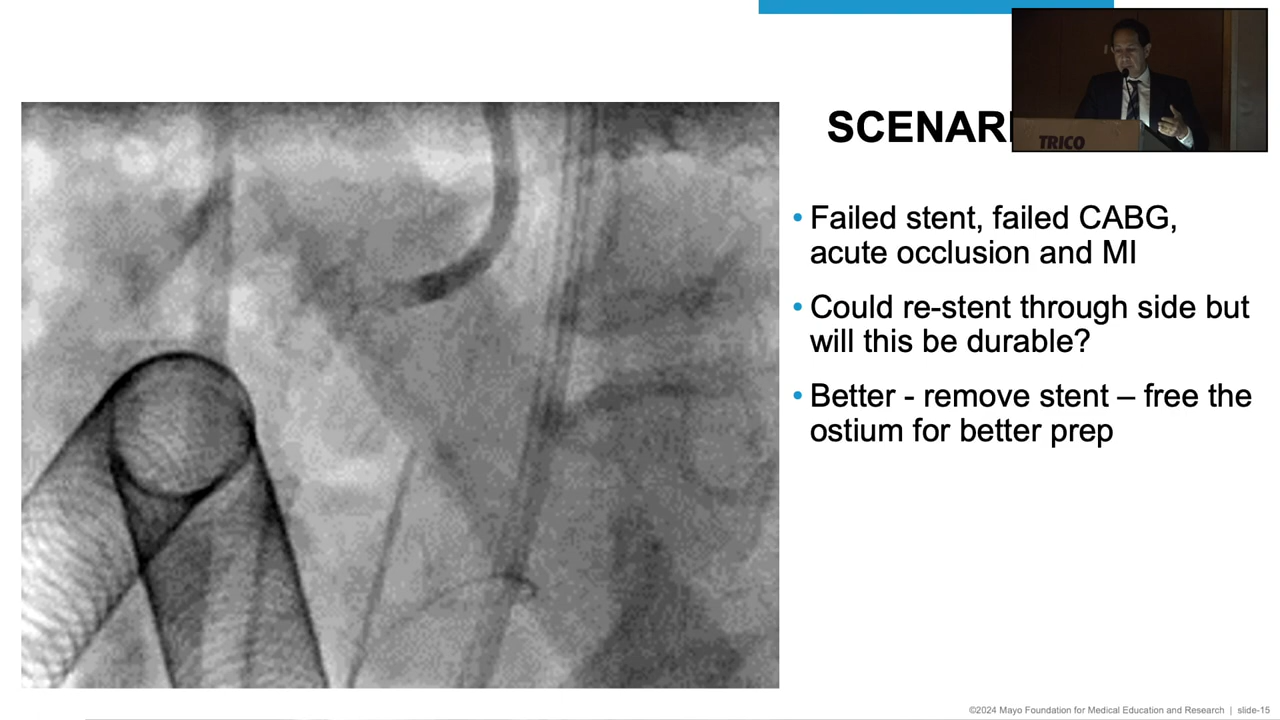 SCENARI
TRICO
• Failed stent, failed CABG,
acute occlusion and MI
• Could re-stent through side but
will this be durable?
• Better - remove stent – free the
ostium for better prep
©2024 Mayo Foundation for Medical Education and Research | slide-15